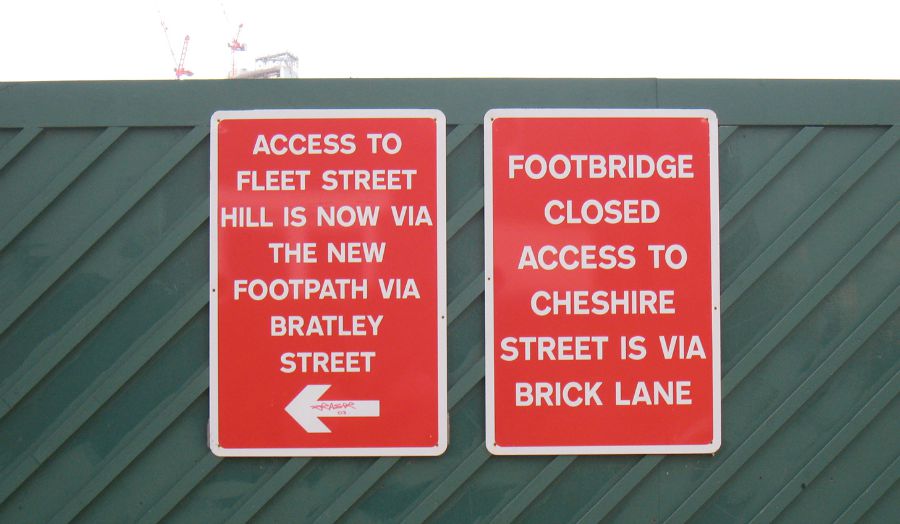 ACCESS TO
FLEET STREET
HILL IS NOW VIA
THE NEW
FOOTPATH VIA
BRATLEY
STREET
FOOTBRIDGE
CLOSED
ACCESS TO
CHESHIRE
STREET IS VIA
BRICK LANE